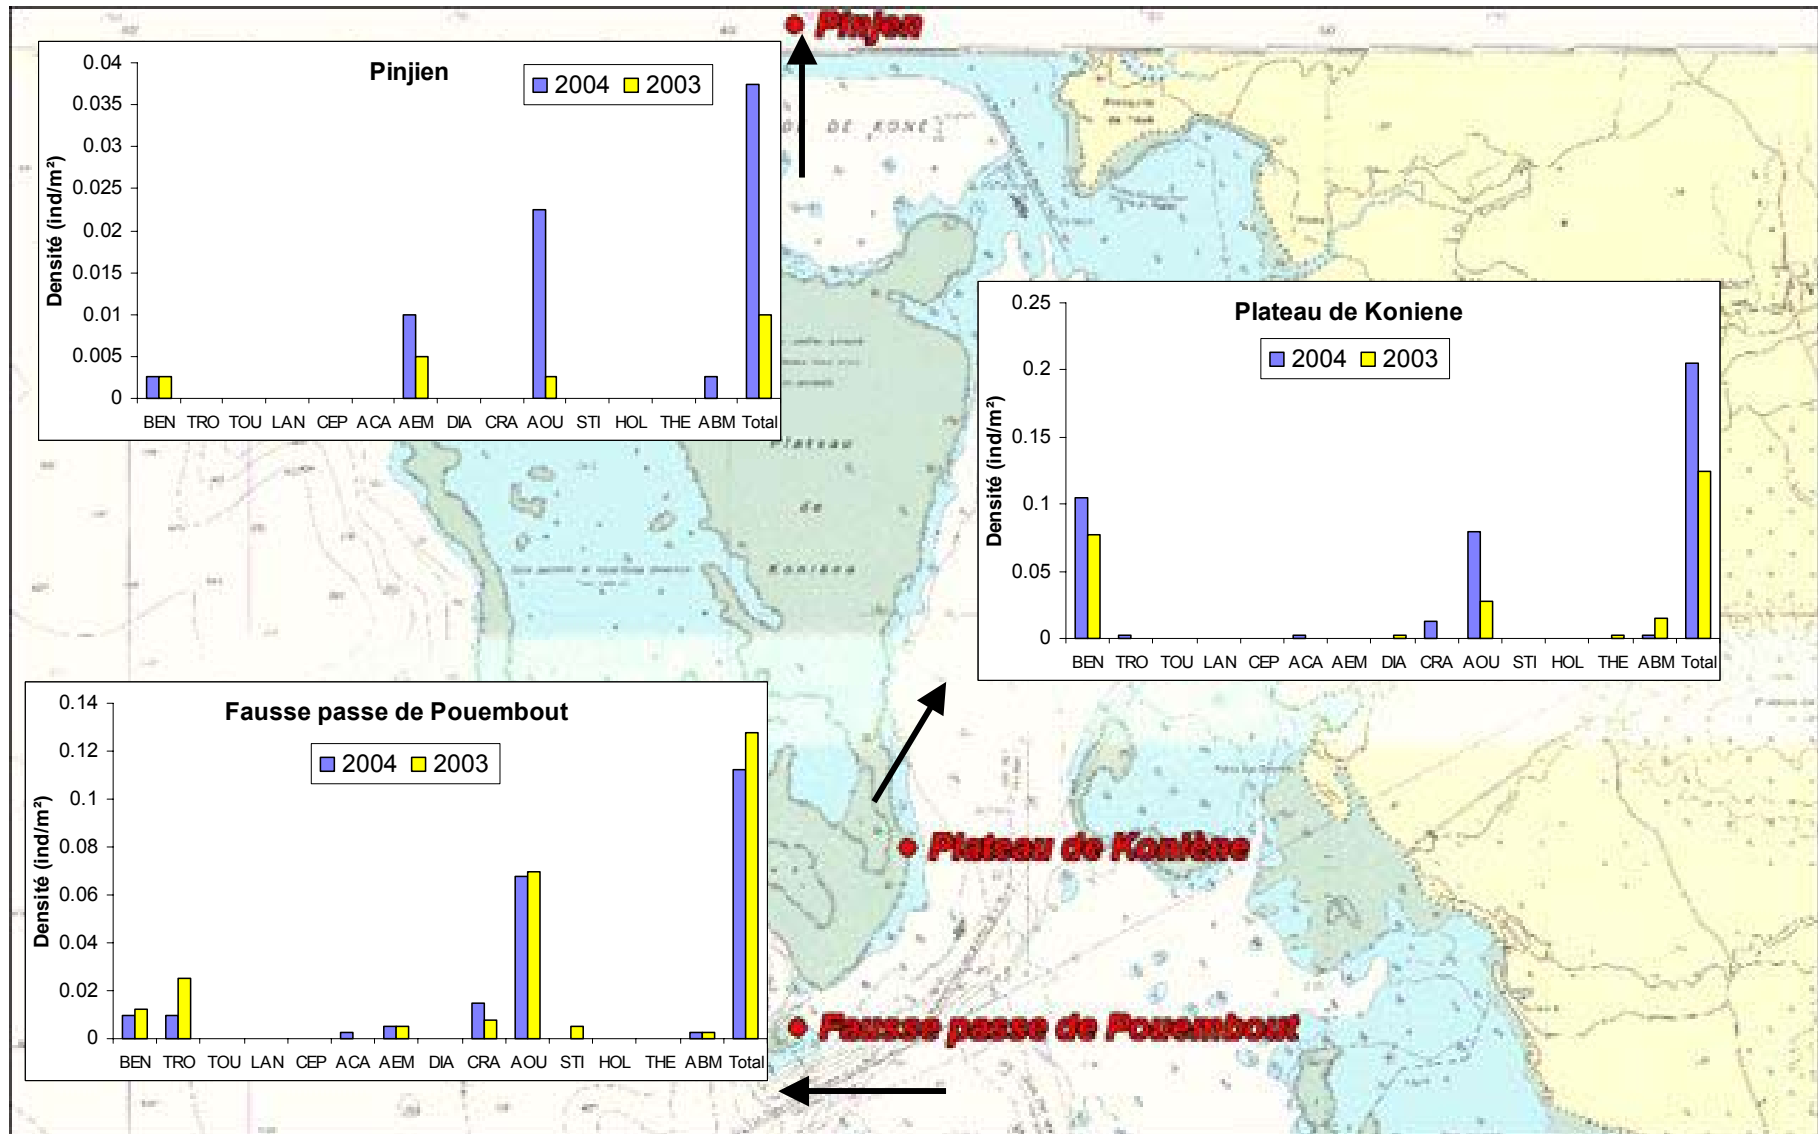 Pinjen
Pinjien
2004 2003
Densité (ind/m²)
0.04
0.035
0.03
0.025
0.02
0.015
0.01
0.005
0
BEN TRO TOU LAN CEP ACA AEM DIA CRA AOU STI HOL THE ABM Total
DE KONÉ
Plateau de Koniene
2004 2003
Densité (ind/m²)
0.25
0.2
0.15
0.1
0.05
0
BEN TRO TOU LAN CEP ACA AEM DIA CRA AOU STI HOL THE ABM Total
Plateau
de
Koniène
Fausse passe de Pouembout
2004 2003
Densité (ind/m²)
0.14
0.12
0.1
0.08
0.06
0.04
0.02
0
BEN TRO TOU LAN CEP ACA AEM DIA CRA AOU STI HOL THE ABM Total
Plateau de Koniène
Fausse passe de Pouembout